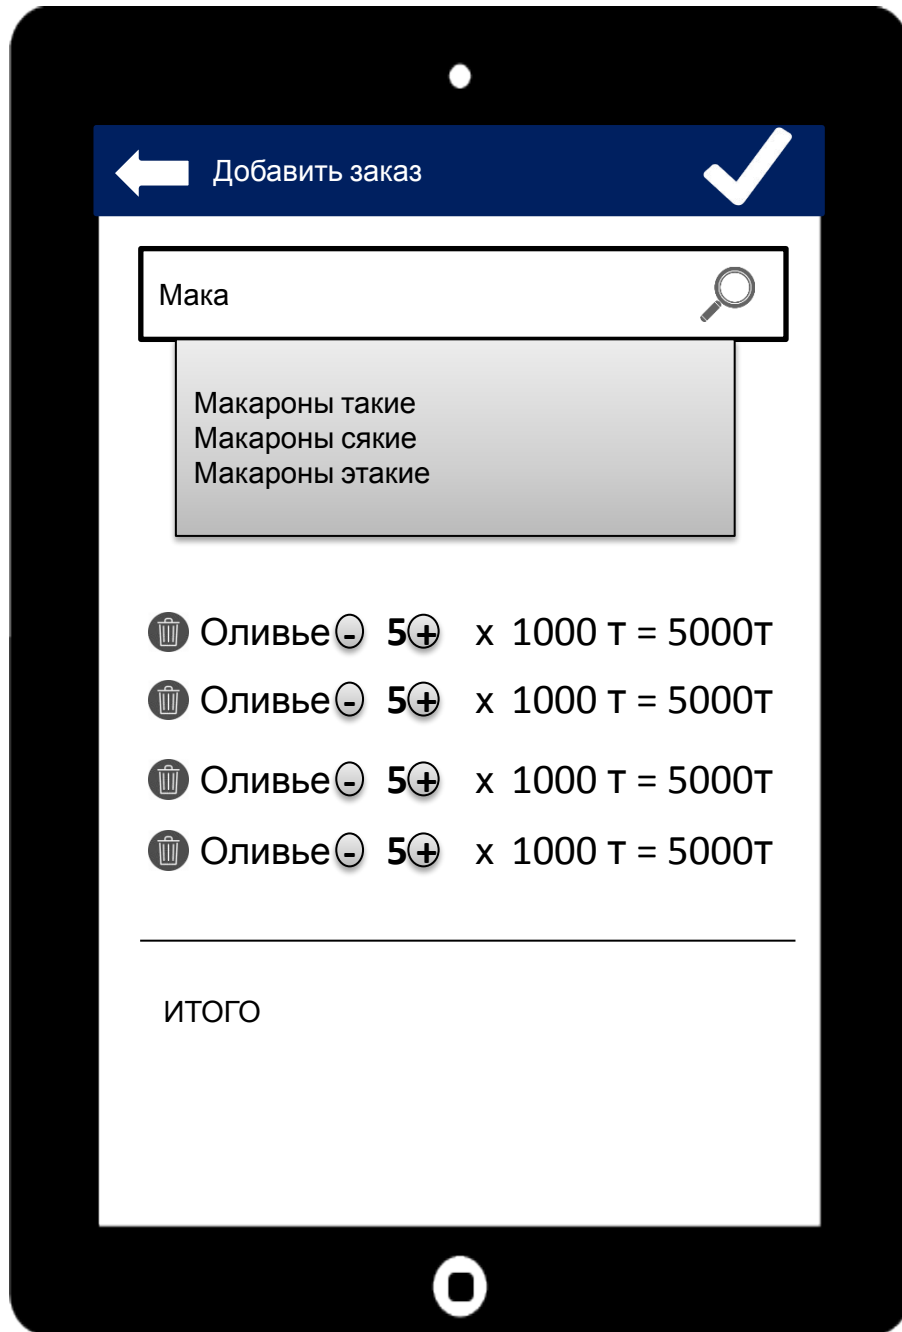 Добавить заказ
Мака
Макароны такие
Макароны сякие
Макароны этакие
Оливье - 5 + х 1000 т = 5000т
Оливье - 5 + х 1000 т = 5000т
Оливье - 5 + х 1000 т = 5000т
Оливье - 5 + х 1000 т = 5000т
ИТОГО